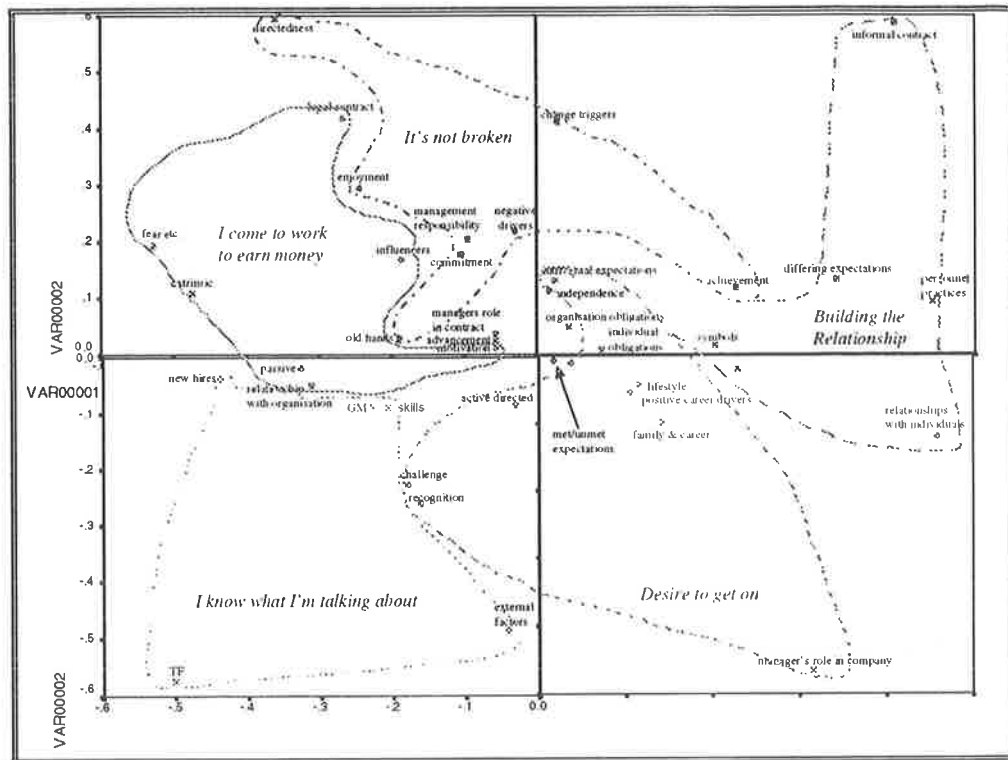 .6
directedness
informal contract
.5
legal contract
change triggers
.4
It's not broken
enjoyment
.3
management
responsibility
negative
drivers
fear etc
I come to work
to earn money
influencers
commitment
.2
achievement
differing expectations
personnel
practices
independence
.1
managers role
in contract
organisation obligations
individual
obligations
Building the
Relationship
old hands
advancement
motivation
symbols
0.0
VAR00002
0.0
passive
new hires
VAR00001
relationship
with organisation
GM
skills
active directed
lifestyle
positive career drivers
relationships
with individuals
-.1
met/unmet
expectations
family & career
-.2
challenge
recognition
-.3
-.4
I know what I'm talking about
Desire to get on
external
factors
-.5
manager's role in company
TF
-.6
VAR00002
-.6
-.5
-.4
-.3
-.2
-.1
0.0